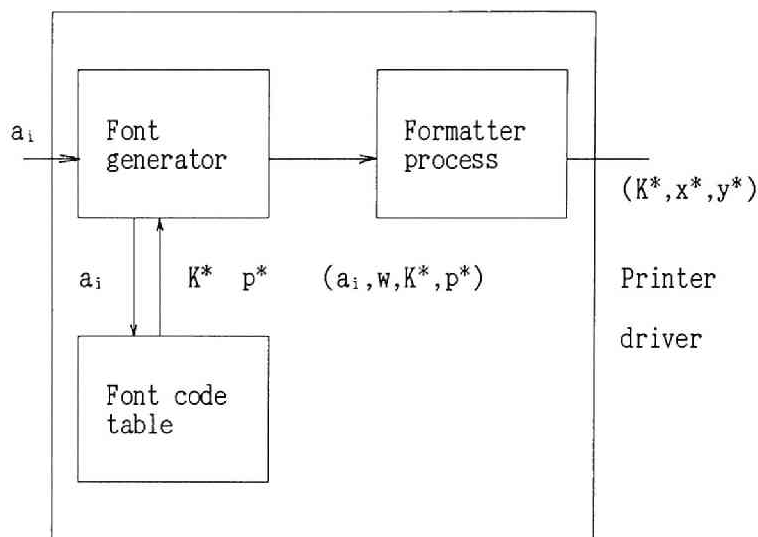 aᵢ
Font
generator
Formatter
process
(K*,x*,y*)
aᵢ
K* p*
(aᵢ,w,K*,p*)
Printer
driver
Font code
table